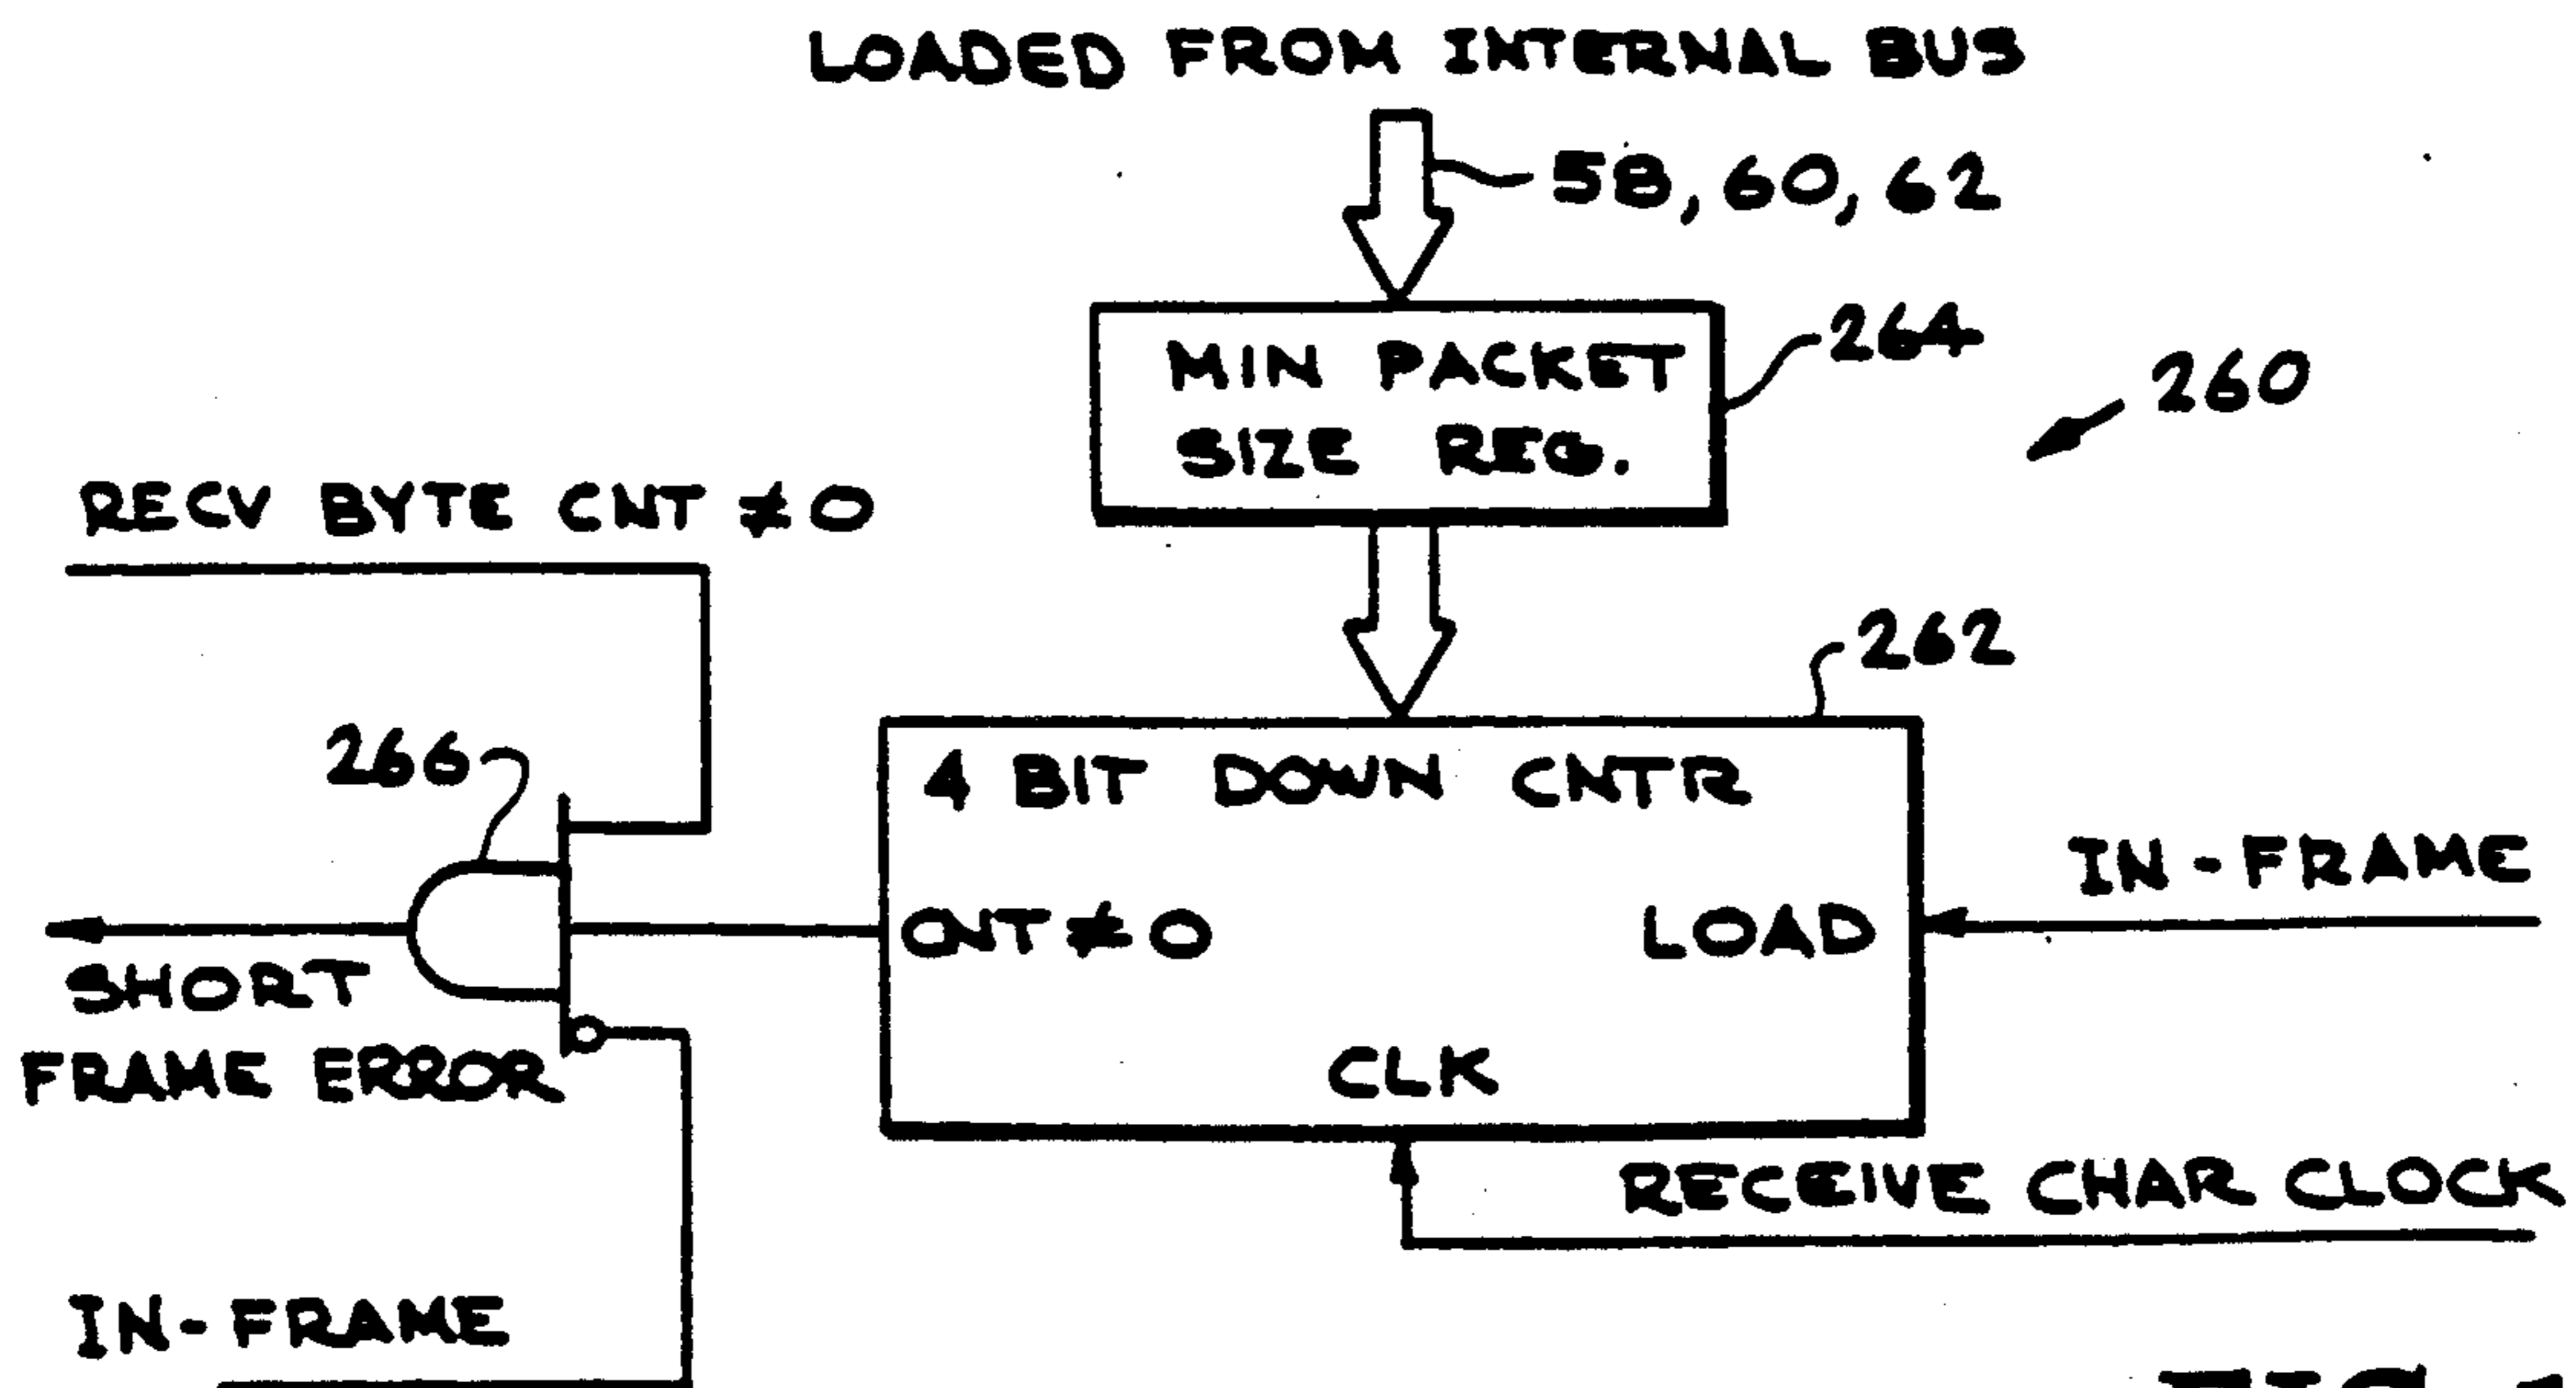 LOADED FROM INTERNAL BUS
58, 60, 62
MIN PACKET
SIZE REG.
264
260
RECV BYTE CNT ≠ 0
262
266
4 BIT DOWN CNTR
CNT ≠ 0
LOAD
IN-FRAME
SHORT
FRAME ERROR
CLK
RECEIVE CHAR CLOCK
IN-FRAME